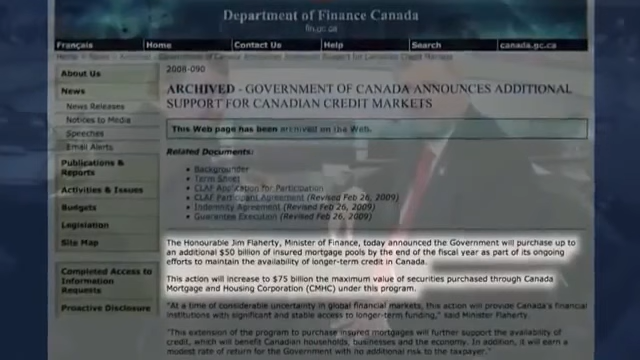 Department of Finance Canada
fin.gc.ca
Français Home Contact Us Help Search canada.gc.ca
2008-090
ARCHIVED - GOVERNMENT OF CANADA ANNOUNCES ADDITIONAL
SUPPORT FOR CANADIAN CREDIT MARKETS
This Web page has been archived on the Web.
Related Documents:
Backgrounder
Term Sheet
CLAF Application for Participation
CLAF Participant Agreement (Revised Feb 26, 2009)
Indemnity Agreement (Revised Feb 26, 2009)
Guarantee Execution (Revised Feb 26, 2009)
About Us
News
News Releases
Notices to Media
Speeches
Email Alerts
Publications &
Reports
Activities & Issues
Budgets
Legislation
Site Map
Completed Access to
Information
Requests
Proactive Disclosure
The Honourable Jim Flaherty, Minister of Finance, today announced the Government will purchase up to
an additional $50 billion of insured mortgage pools by the end of the fiscal year as part of its ongoing
efforts to maintain the availability of longer-term credit in Canada.
This action will increase to $75 billion the maximum value of securities purchased through Canada
Mortgage and Housing Corporation (CMHC) under this program.
"At a time of considerable uncertainty in global financial markets, this action will provide Canada's financial
institutions with significant and stable access to longer-term funding," said Minister Flaherty.
"This extension of the program to purchase insured mortgages will further support the availability of
credit, which will benefit Canadian households, businesses and the economy. In addition, it will earn a
modest rate of return for the Government with no additional risk to the taxpayer."